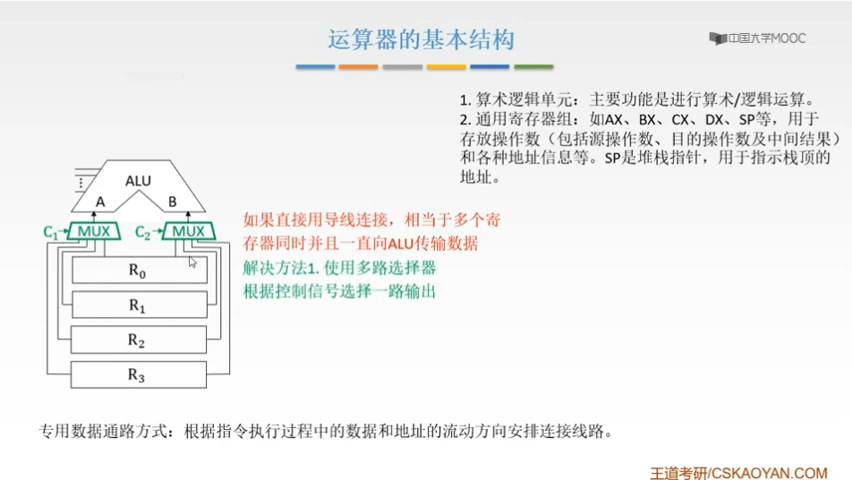 运算器的基本结构
中国大学MOOC
1. 算术逻辑单元：主要功能是进行算术/逻辑运算。
2. 通用寄存器组：如AX、BX、CX、DX、SP等，用于
存放操作数（包括源操作数、目的操作数及中间结果）
和各种地址信息等。SP是堆栈指针，用于指示栈顶的
地址。
ALU
A
B
C1
MUX
C2
MUX
如果直接用导线连接，相当于多个寄
存器同时并且一直向ALU传输数据
解决方法1. 使用多路选择器
根据控制信号选择一路输出
R0
R1
R2
R3
专用数据通路方式：根据指令执行过程中的数据和地址的流动方向安排连接线路。
王道考研/CSKAOYAN.COM